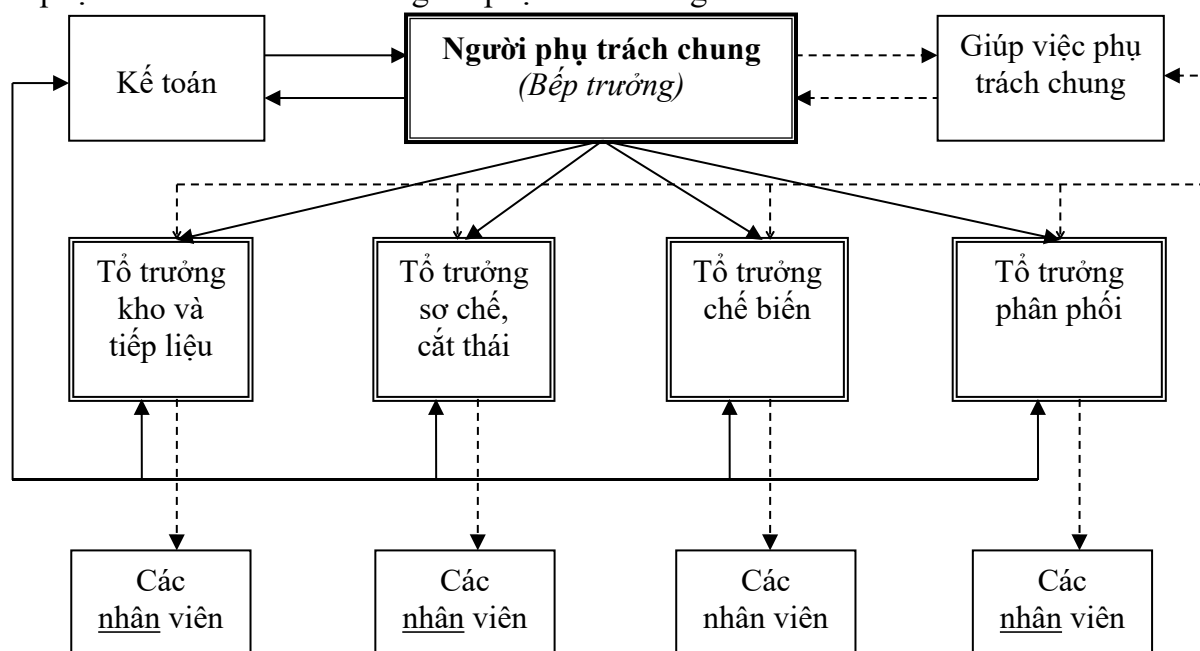 Kế toán
Người phụ trách chung
(Bếp trưởng)
Giúp việc phụ
trách chung
Tổ trưởng
kho và
tiếp liệu
Tổ trưởng
sơ chế,
cắt thái
Tổ trưởng
chế biến
Tổ trưởng
phân phối
Các
nhân viên
Các
nhân viên
Các
nhân viên
Các
nhân viên